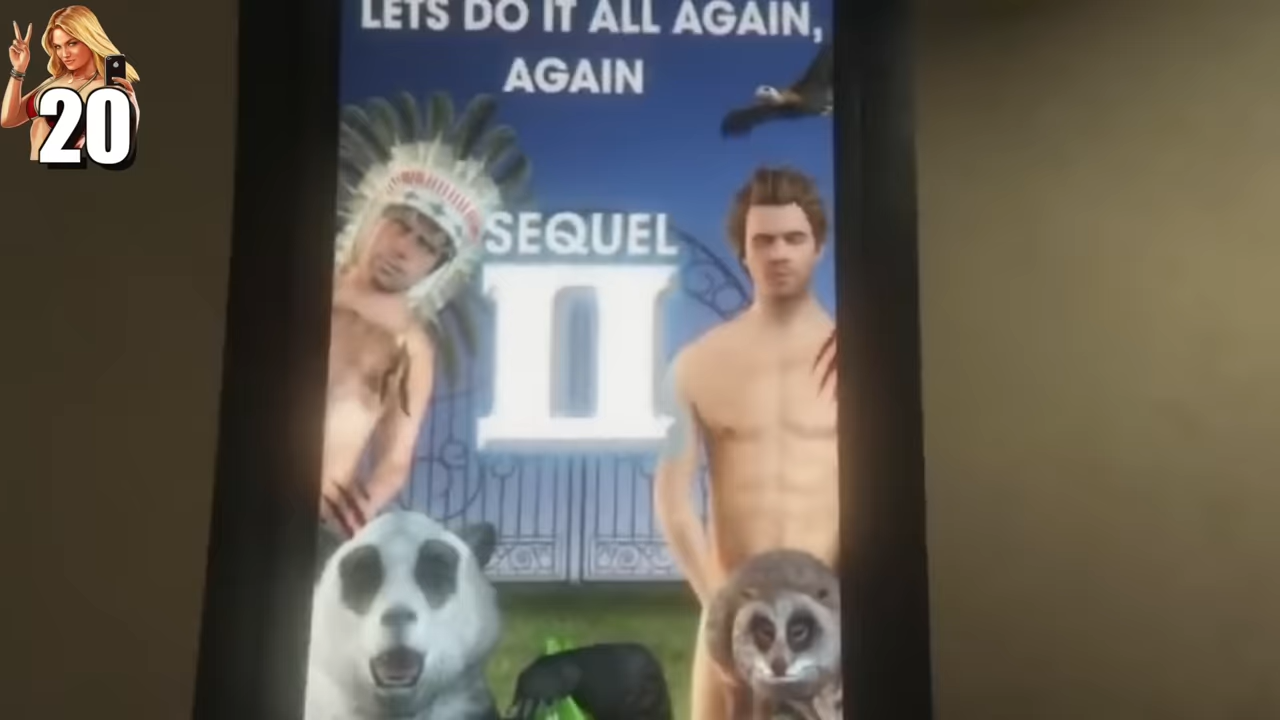 20
LETS DO IT ALL AGAIN,
AGAIN
SEQUEL
II